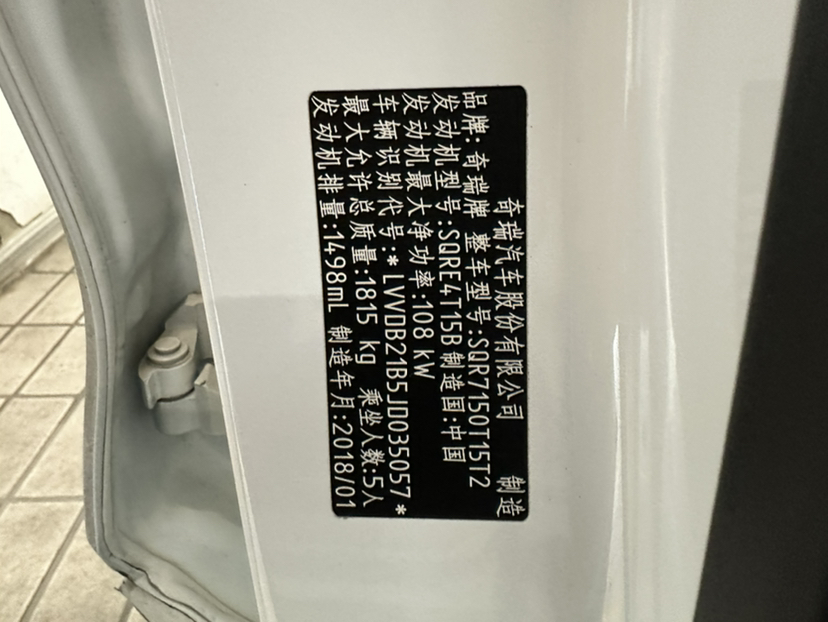 奇瑞汽车股份有限公司 制造
品牌: 奇瑞牌 整车型号:SQR7150T15T2
发动机型号:SQRE4T15B 制造国:中国
发动机最大净功率:108 kW
车辆识别代号:*LVVDB21B5JD035057*
最大允许总质量:1815 kg 乘坐人数:5人
发动机排量:1498mL 制造年月:2018/01